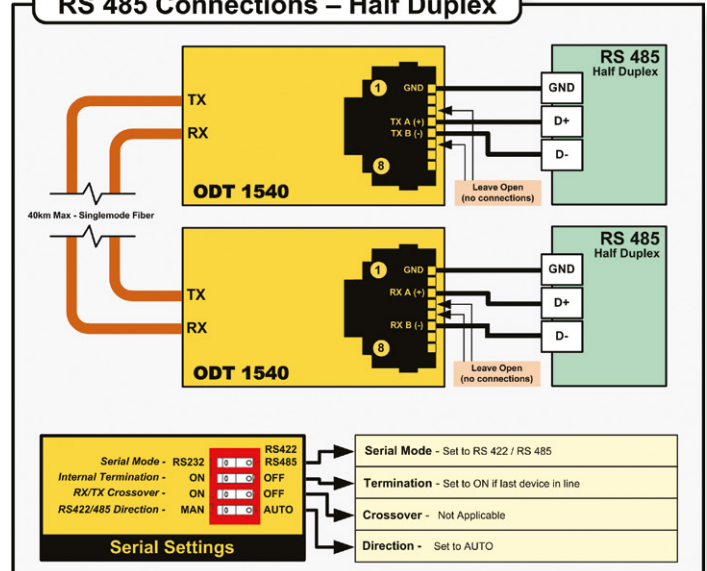 RS 485 Connections – Half Duplex
TX
RX
ODT 1540
1
8
GND
TX A (+)
TX B (-)
Leave Open
(no connections)
RS 485
Half Duplex
GND
D+
D-
40km Max - Singlemode Fiber
TX
RX
ODT 1540
1
8
GND
RX A (+)
RX B (-)
Leave Open
(no connections)
RS 485
Half Duplex
GND
D+
D-
RS422
Serial Mode - RS232 RS485
Internal Termination - ON OFF
RX/TX Crossover - ON OFF
RS422/485 Direction - MAN AUTO
Serial Settings
Serial Mode - Set to RS 422 / RS 485
Termination - Set to ON if last device in line
Crossover - Not Applicable
Direction - Set to AUTO